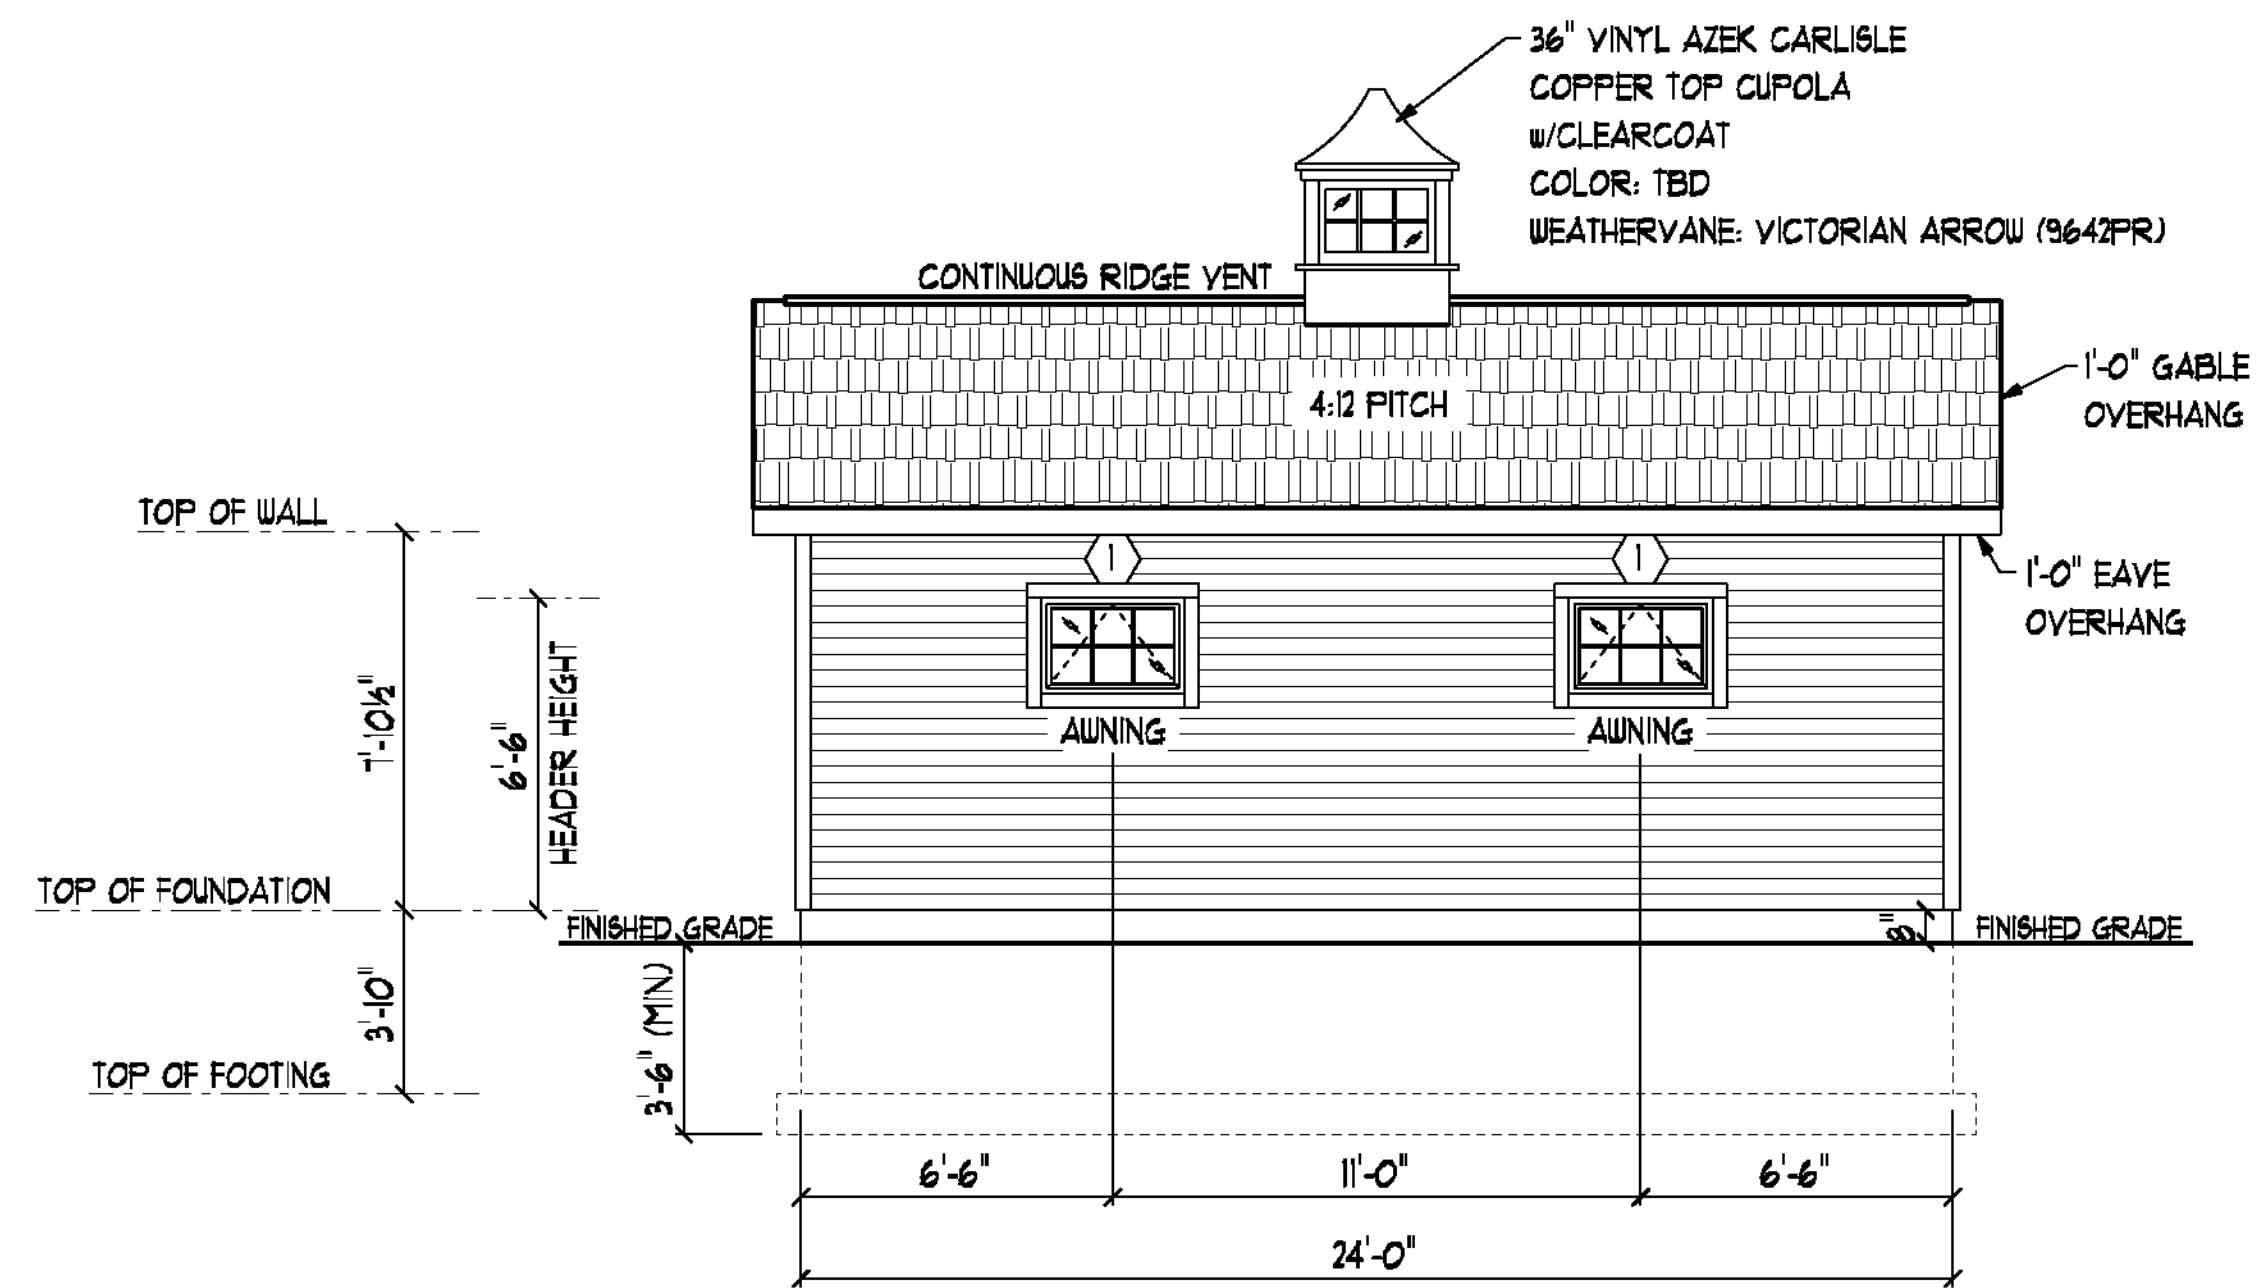 36" VINYL AZEK CARLISLE
COPPER TOP CUPOLA
w/CLEARCOAT
COLOR: TBD
WEATHERVANE: VICTORIAN ARROW (9642PR)
CONTINUOUS RIDGE VENT
1'-0" GABLE
OVERHANG
4:12 PITCH
TOP OF WALL
1
1
1'-0" EAVE
OVERHANG
7'-10½"
6'-6"
HEADER HEIGHT
AWNING
AWNING
TOP OF FOUNDATION
FINISHED GRADE
8"
FINISHED GRADE
3'-10"
3'-6" (MIN)
TOP OF FOOTING
6'-6"
11'-0"
6'-6"
24'-0"